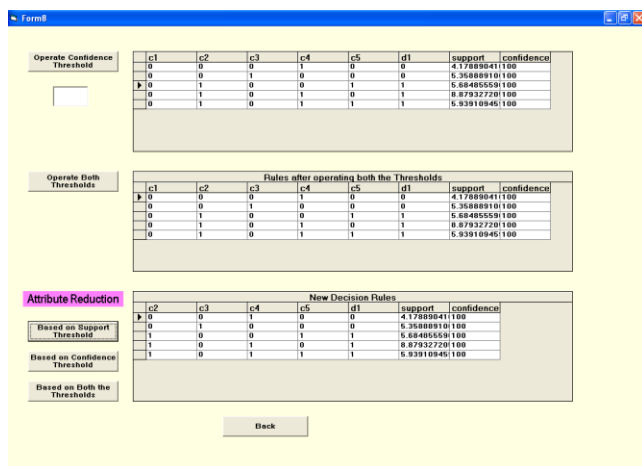 Form8
Operate Confidence
Threshold
c1 c2 c3 c4 c5 d1 support confidence
0 0 0 1 0 0 4.17889041 100
0 0 1 0 0 0 5.35888910 100
0 1 0 0 1 1 5.68485559 100
0 1 0 1 0 1 8.87932720 100
0 1 0 1 1 1 5.93910945 100
Operate Both
Thresholds
Rules after operating both the Thresholds
c1 c2 c3 c4 c5 d1 support confidence
0 0 0 1 0 0 4.17889041 100
0 0 1 0 0 0 5.35888910 100
0 1 0 0 1 1 5.68485559 100
0 1 0 1 0 1 8.87932720 100
0 1 0 1 1 1 5.93910945 100
Attribute Reduction
New Decision Rules
c2 c3 c4 c5 d1 support confidence
0 0 1 0 0 4.17889041 100
0 1 0 0 0 5.35888910 100
1 0 0 1 1 5.68485559 100
1 0 1 0 1 8.87932720 100
1 0 1 1 1 5.93910945 100
Based on Support
Threshold
Based on Confidence
Threshold
Based on Both the
Thresholds
Back